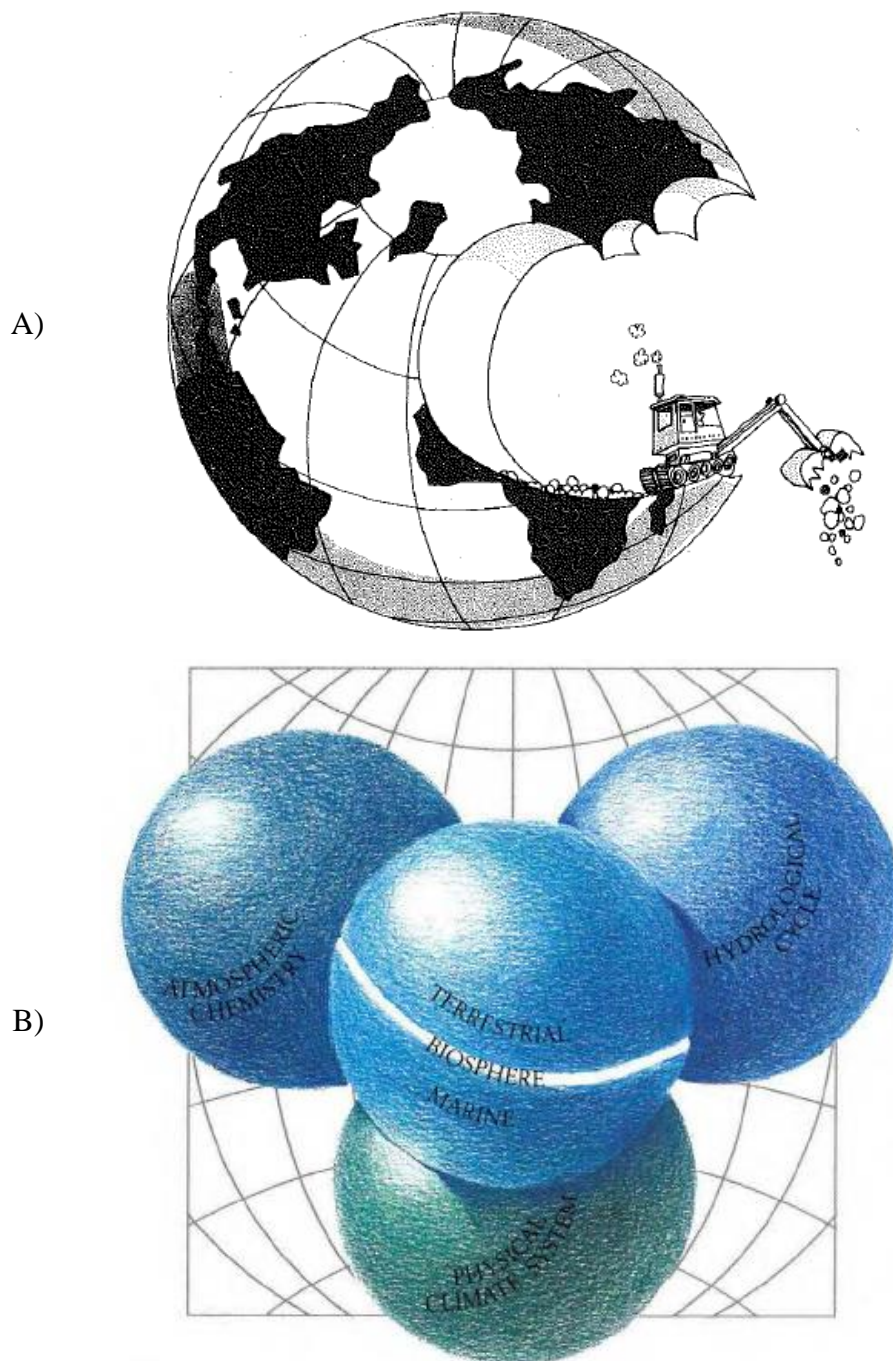 A)
B)
ATMOSPHERIC
CHEMISTRY
HYDROLOGICAL
CYCLE
TERRESTRIAL
BIOSPHERE
MARINE
PHYSICAL
CLIMATE SYSTEM